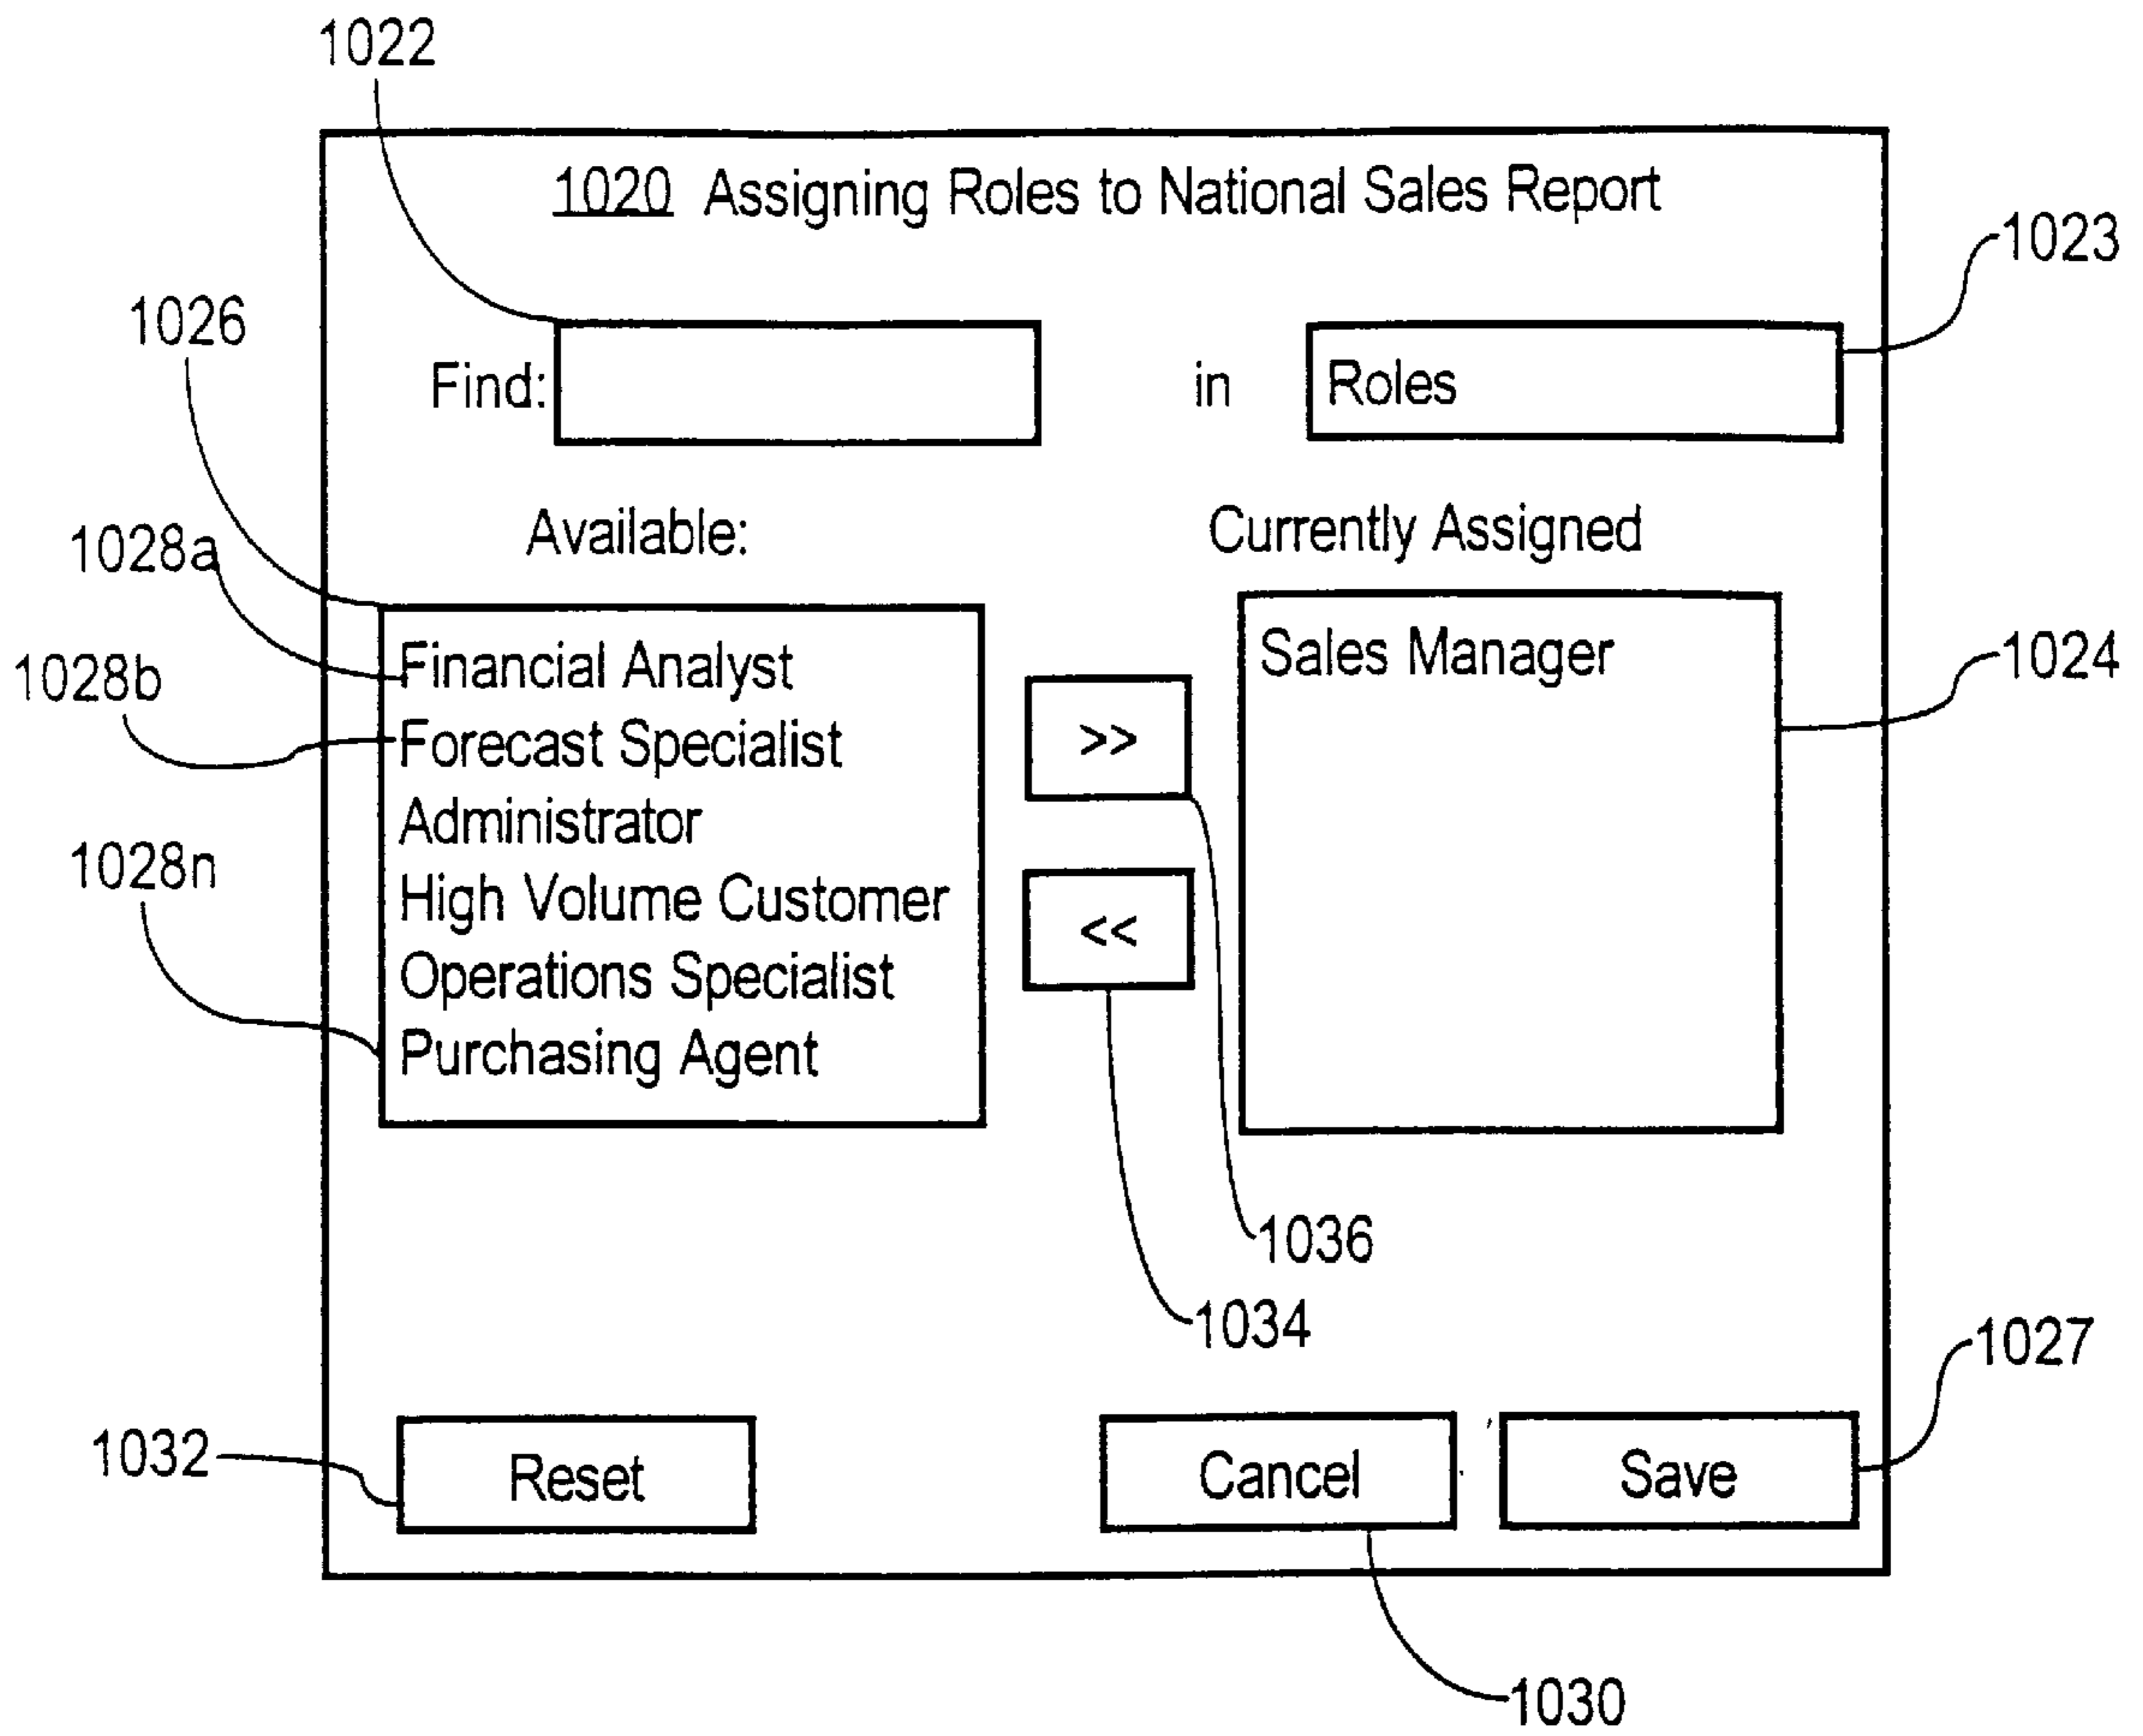 1022
1020 Assigning Roles to National Sales Report
1023
1026
Find:
in
Roles
1028a
Available:
Currently Assigned
1028b
Financial Analyst
Sales Manager
1024
Forecast Specialist
>>
Administrator
1028n
High Volume Customer
<<
Operations Specialist
Purchasing Agent
1036
1034
1027
1032
Reset
Cancel
Save
1030